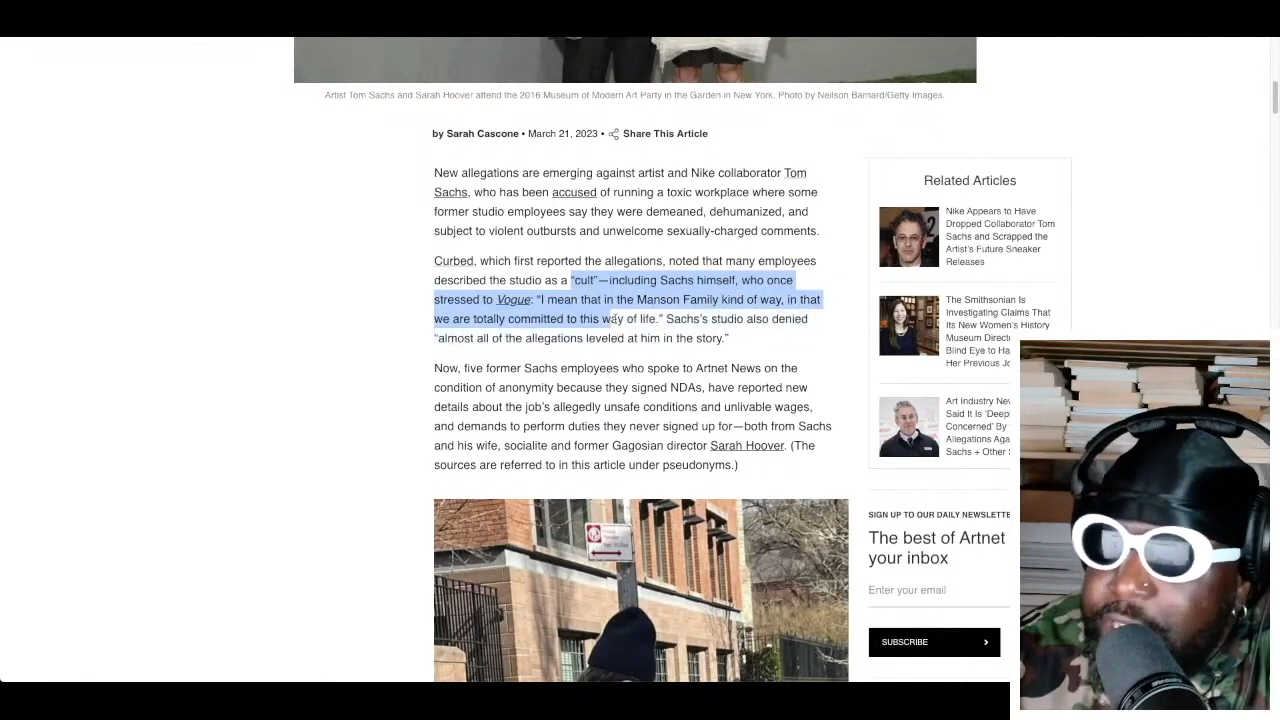 Artist Tom Sachs and Sarah Hoover attend the 2016 Museum of Modern Art Party in the Garden in New York. Photo by Neilson Barnard/Getty Images.
by Sarah Cascone • March 21, 2023 • Share This Article
New allegations are emerging against artist and Nike collaborator Tom
Sachs, who has been accused of running a toxic workplace where some
former studio employees say they were demeaned, dehumanized, and
subject to violent outbursts and unwelcome sexually-charged comments.
Curbed, which first reported the allegations, noted that many employees
described the studio as a “cult”—including Sachs himself, who once
stressed to Vogue: “I mean that in the Manson Family kind of way, in that
we are totally committed to this way of life.” Sachs’s studio also denied
“almost all of the allegations leveled at him in the story.”
Now, five former Sachs employees who spoke to Artnet News on the
condition of anonymity because they signed NDAs, have reported new
details about the job’s allegedly unsafe conditions and unlivable wages,
and demands to perform duties they never signed up for—both from Sachs
and his wife, socialite and former Gagosian director Sarah Hoover. (The
sources are referred to in this article under pseudonyms.)
Related Articles
Nike Appears to Have
Dropped Collaborator Tom
Sachs and Scrapped the
Artist’s Future Sneaker
Releases
The Smithsonian Is
Investigating Claims That
Its New Women’s History
Museum Direct
Blind Eye to Ha
Her Previous Jo
Art Industry Nev
Said It Is ‘Deepl
Concerned’ By
Allegations Aga
Sachs + Other S
SIGN UP TO OUR DAILY NEWSLETTE
The best of Artnet
your inbox
Enter your email
SUBSCRIBE